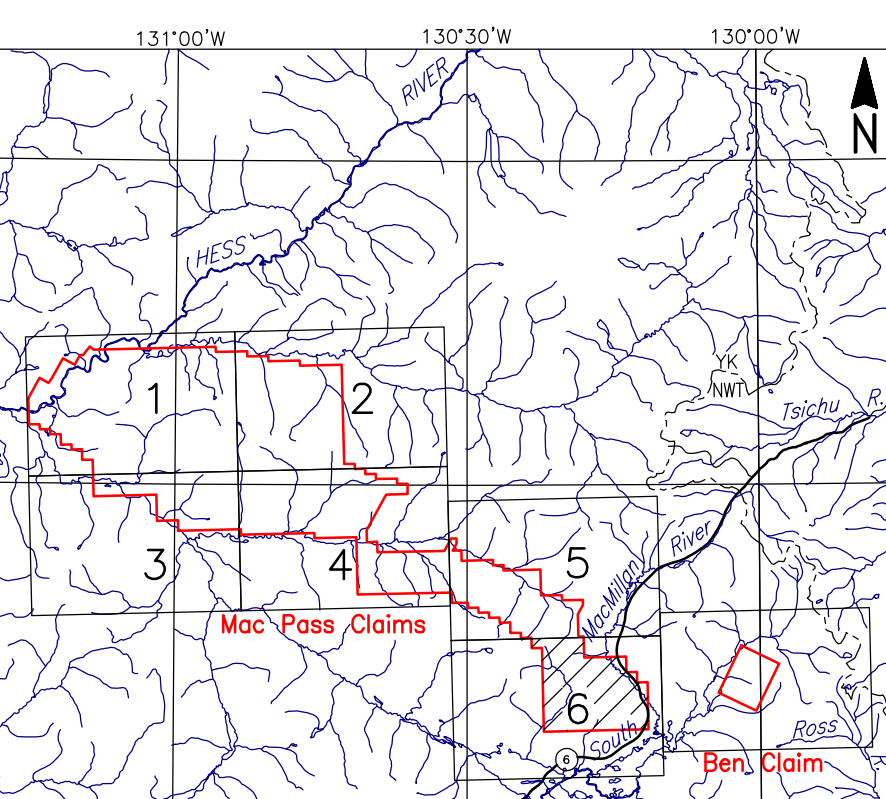 131°00'W
130°30'W
130°00'W
RIVER
N
HESS
YK
NWT
1
2
Tsichu R.
River
3
4
5
MacMillan
Mac Pass Claims
6
South
Ross
6
Ben Claim